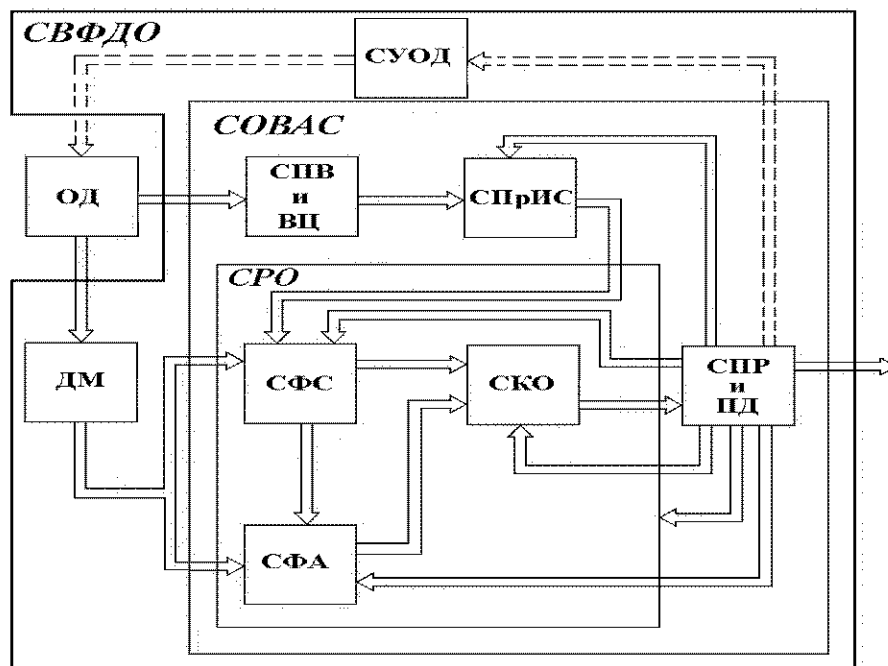 СВФДО
СУОД
СОВАС
ОД
СПВ
и
ВЦ
СПрИС
СРО
ДМ
СФС
СКО
СПР
и
ПД
СФА